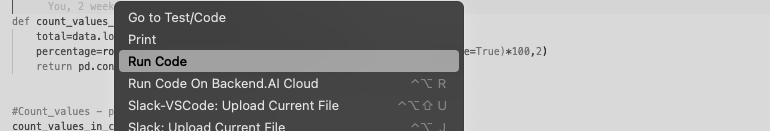 You, 2 week
Go to Test/Code
def count_values_
Print
total=data.lo
percentage=ro e=True)*100,2)
Run Code
return pd.con
Run Code On Backend.AI Cloud ⌃⌥ R
Slack-VSCode: Upload Current File ⌃⌥⇧ U
#Count_values - p
count_values_in_c
Slack: Upload Current File ⌃⌥ J